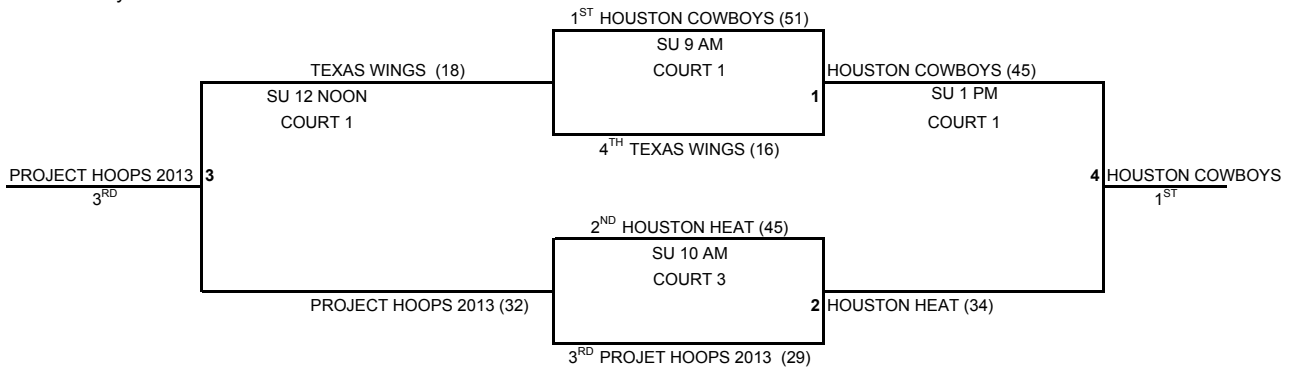 1ST HOUSTON COWBOYS (51)
SU 9 AM
COURT 1
TEXAS WINGS (18)
HOUSTON COWBOYS (45)
SU 12 NOON
COURT 1
1
SU 1 PM
COURT 1
4TH TEXAS WINGS (16)
PROJECT HOOPS 2013
3
3RD
4
HOUSTON COWBOYS
1ST
2ND HOUSTON HEAT (45)
SU 10 AM
COURT 3
PROJECT HOOPS 2013 (32)
2
HOUSTON HEAT (34)
3RD PROJET HOOPS 2013 (29)